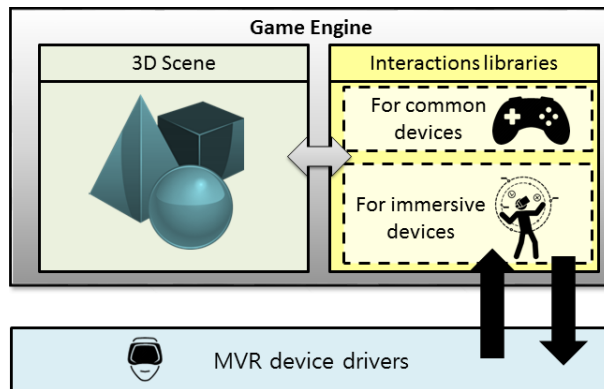 Game Engine
3D Scene
Interactions libraries
For common
devices
For immersive
devices
MVR device drivers